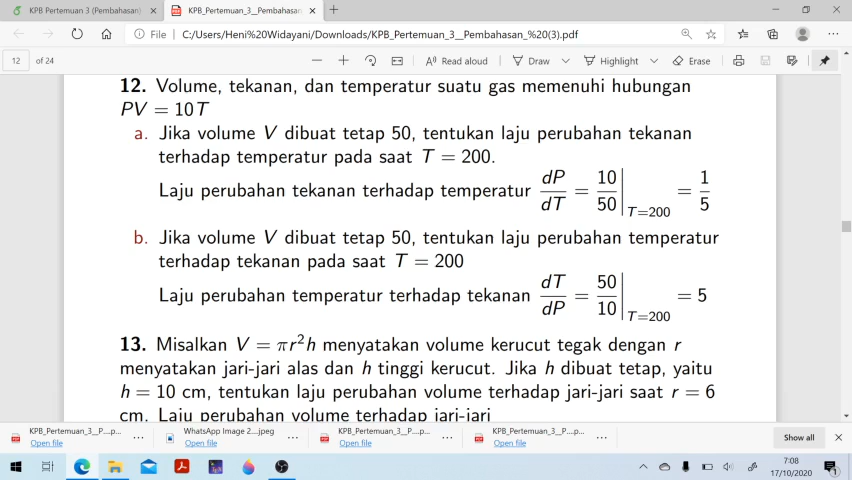 KPB_Pertemuan 3 (Pembahasan)
KPB_Pertemuan_3__Pembahasan_
File
C:/Users/Heni%20Widayani/Downloads/KPB_Pertemuan_3__Pembahasan_%20(3).pdf
12 of 24
Read aloud
Draw
Highlight
Erase
12. Volume, tekanan, dan temperatur suatu gas memenuhi hubungan
PV = 10T
a. Jika volume V dibuat tetap 50, tentukan laju perubahan tekanan
terhadap temperatur pada saat T = 200.
Laju perubahan tekanan terhadap temperatur dP/dT = 10/50 |T=200 = 1/5
b. Jika volume V dibuat tetap 50, tentukan laju perubahan temperatur
terhadap tekanan pada saat T = 200
Laju perubahan temperatur terhadap tekanan dT/dP = 50/10 |T=200 = 5
13. Misalkan V = πr²h menyatakan volume kerucut tegak dengan r
menyatakan jari-jari alas dan h tinggi kerucut. Jika h dibuat tetap, yaitu
h = 10 cm, tentukan laju perubahan volume terhadap jari-jari saat r = 6
cm. Laju perubahan volume terhadap jari-jari
KPB_Pertemuan_3__P....p...
Open file
WhatsApp Image 2....jpeg
Open file
KPB_Pertemuan_3__P....p...
Open file
KPB_Pertemuan_3__P....p...
Open file
Show all
7:08
17/10/2020